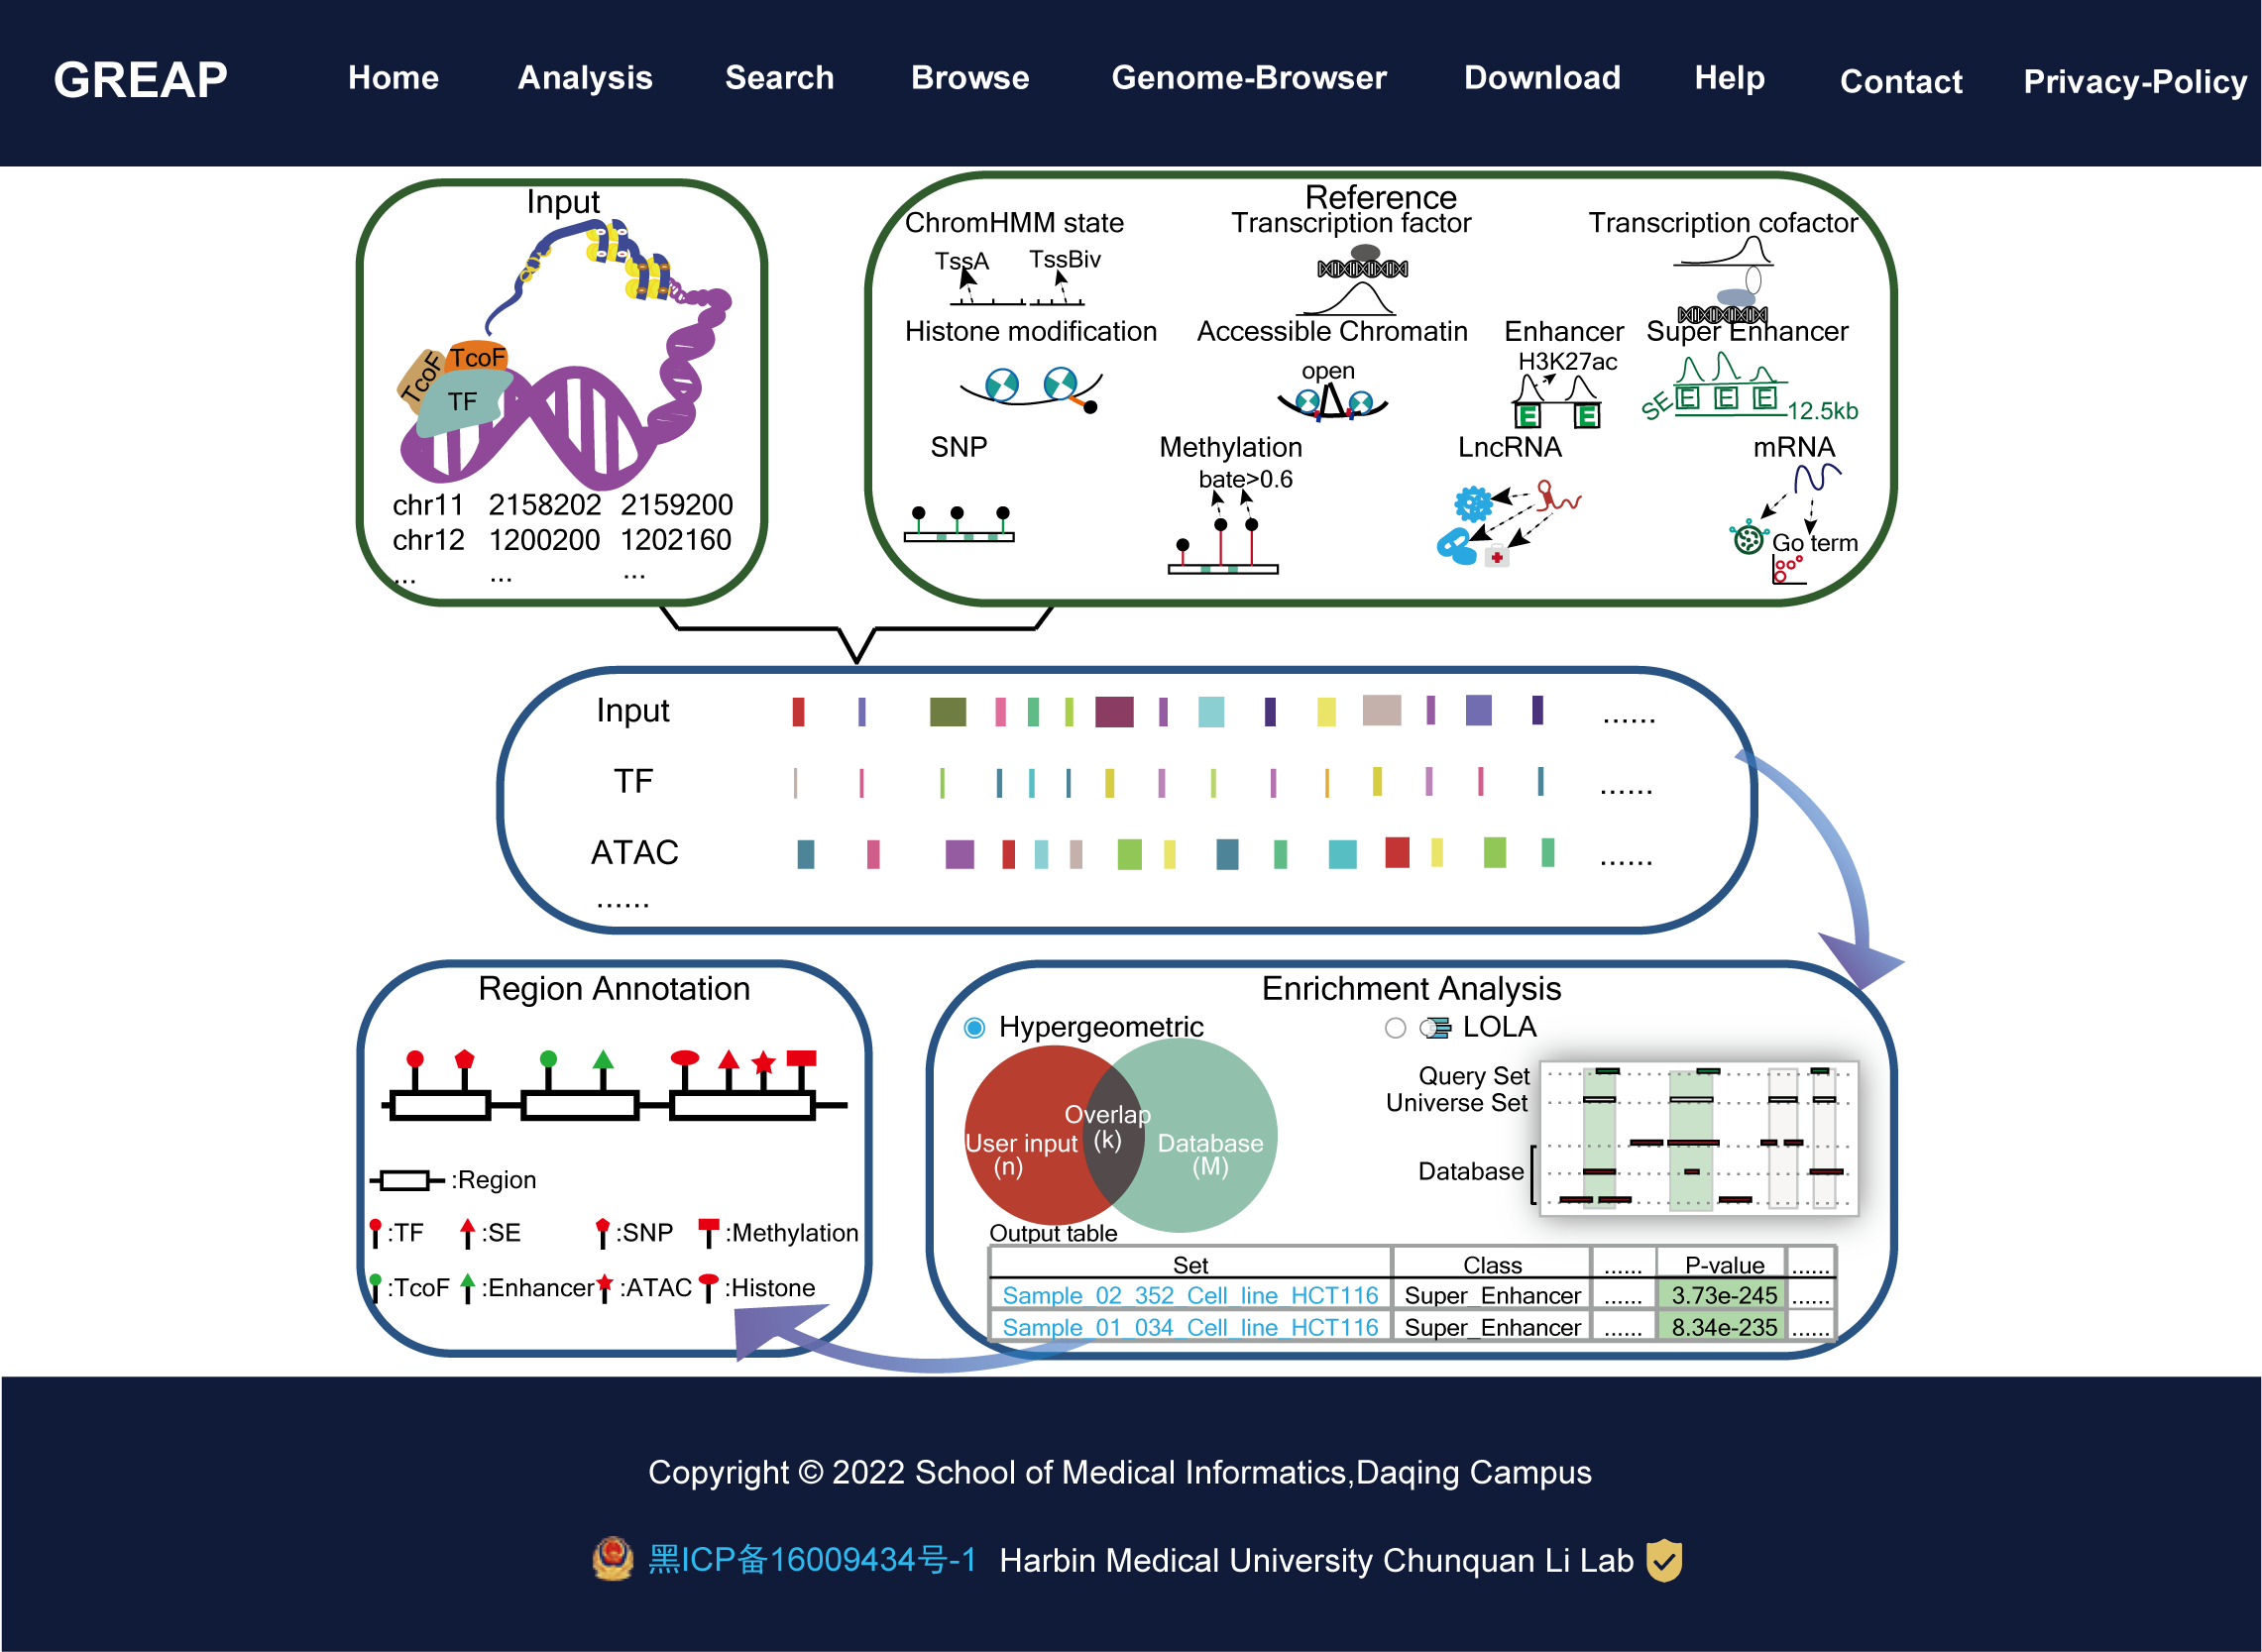 GREAP Home Analysis Search Browse Genome-Browser Download Help Contact Privacy-Policy
Input
TcoF
TcoF
TF
chr11 2158202 2159200
chr12 1200200 1202160
... ... ...
Reference
ChromHMM state Transcription factor Transcription cofactor
TssA TssBiv
Histone modification Accessible Chromatin Enhancer Super Enhancer
open
H3K27ac
E E
SE E E E 12.5kb
SNP Methylation LncRNA mRNA
bate>0.6
Go term
Input ......
TF ......
ATAC ......
......
Region Annotation
:Region
:TF :SE :SNP :Methylation
:TcoF :Enhancer :ATAC :Histone
Enrichment Analysis
Hypergeometric LOLA
User input
(n)
Overlap
(k)
Database
(M)
Query Set
Universe Set
Database
Output table
Set Class ...... P-value ......
Sample_02_352_Cell_line_HCT116 Super_Enhancer ...... 3.73e-245 ......
Sample_01_034_Cell_line_HCT116 Super_Enhancer ...... 8.34e-235 ......
Copyright © 2022 School of Medical Informatics,Daqing Campus
黑ICP备16009434号-1 Harbin Medical University Chunquan Li Lab